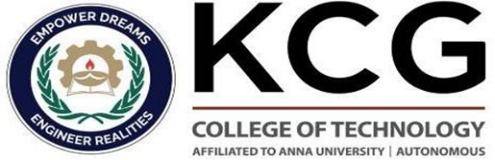 EMPOWER DREAMS
ENGINEER REALITIES
KCG
COLLEGE OF TECHNOLOGY
AFFILIATED TO ANNA UNIVERSITY | AUTONOMOUS